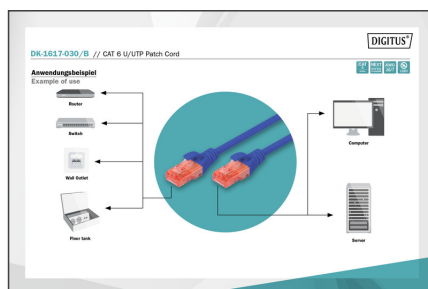 DIGITUS®
DK-1617-030/B // CAT 6 U/UTP Patch Cord
Anwendungsbeispiel
Example of use
Router
Switch
Wall Outlet
Floor tank
Computer
Server